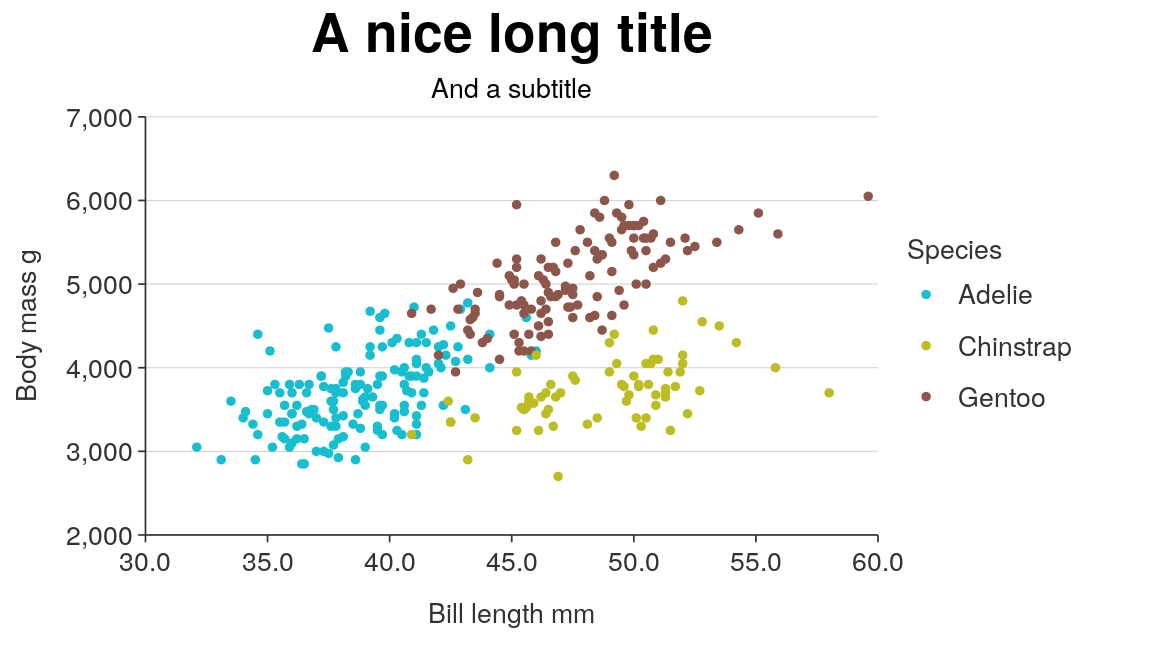 A nice long title
And a subtitle
7,000
6,000
5,000
4,000
3,000
2,000
Body mass g
30.0 35.0 40.0 45.0 50.0 55.0 60.0
Bill length mm
Species
Adelie
Chinstrap
Gentoo